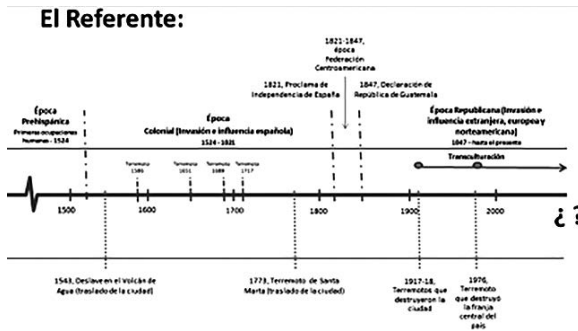 El Referente:
1821-1847,
época
Federación
Centroamericana
1821, Proclama de
Independencia de España
1847, Declaración de
República de Guatemala
Época
Prehispánica
Primeras ocupaciones
humanas - 1524
Época
Colonial (Invasión e influencia española)
1524 - 1821
Época Republicana (Invasión e
influencia extranjera, europea y
norteamericana)
1847 - hasta el presente
Transculturación
Terremoto
1586
Terremoto
1651
Terremoto
1689
Terremoto
1717
1500
1600
1700
1800
1900
2000
¿ ?
1543, Deslave en el Volcán de
Agua (traslado de la ciudad)
1773, Terremoto de Santa
Marta (traslado de la ciudad)
1917-18,
Terremotos que
destruyeron la
ciudad
1976,
Terremoto
que destruyó
la franja
central del
país